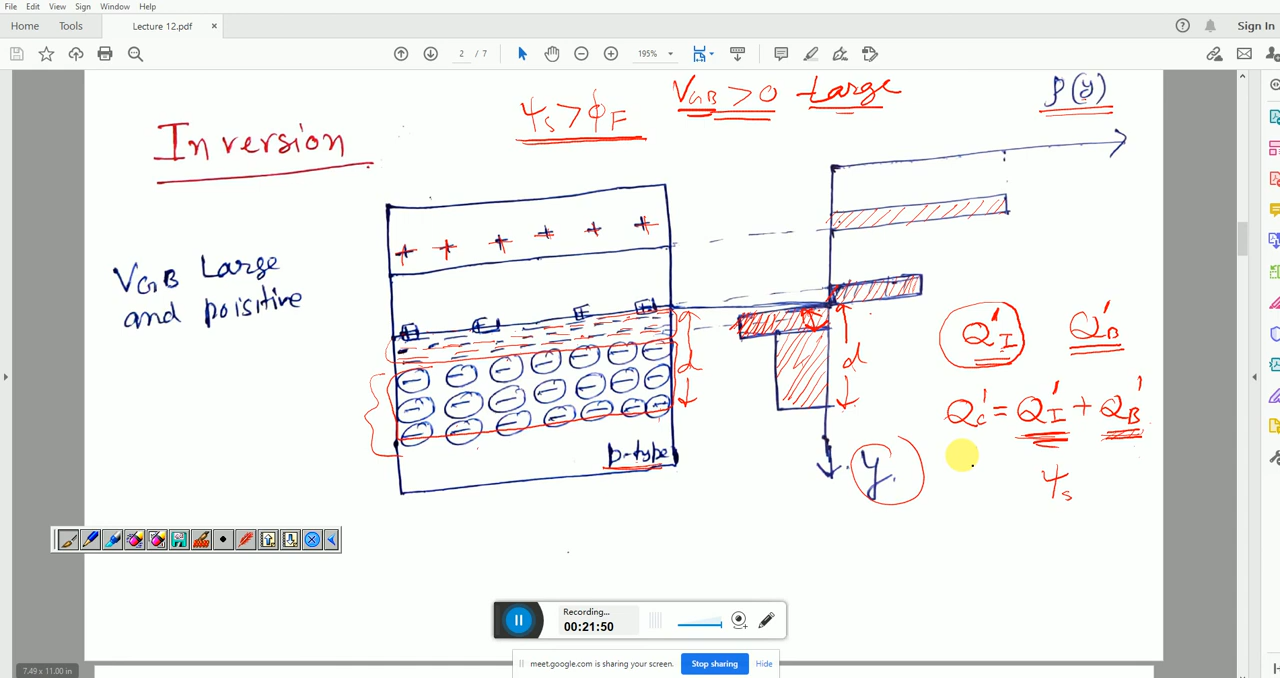 File Edit View Sign Window Help
Home Tools Lecture 12.pdf × Sign In
2 / 7 195%
ψs > ϕF VGB > 0 Large ρ(y)
Inversion
VGB Large
and poisitive
+ + + + + +
d d
Q'I Q'B
Q'C = Q'I + Q'B
p-type y
ψs
Recording...
00:21:50
meet.google.com is sharing your screen. Stop sharing Hide
7.49 x 11.00 in